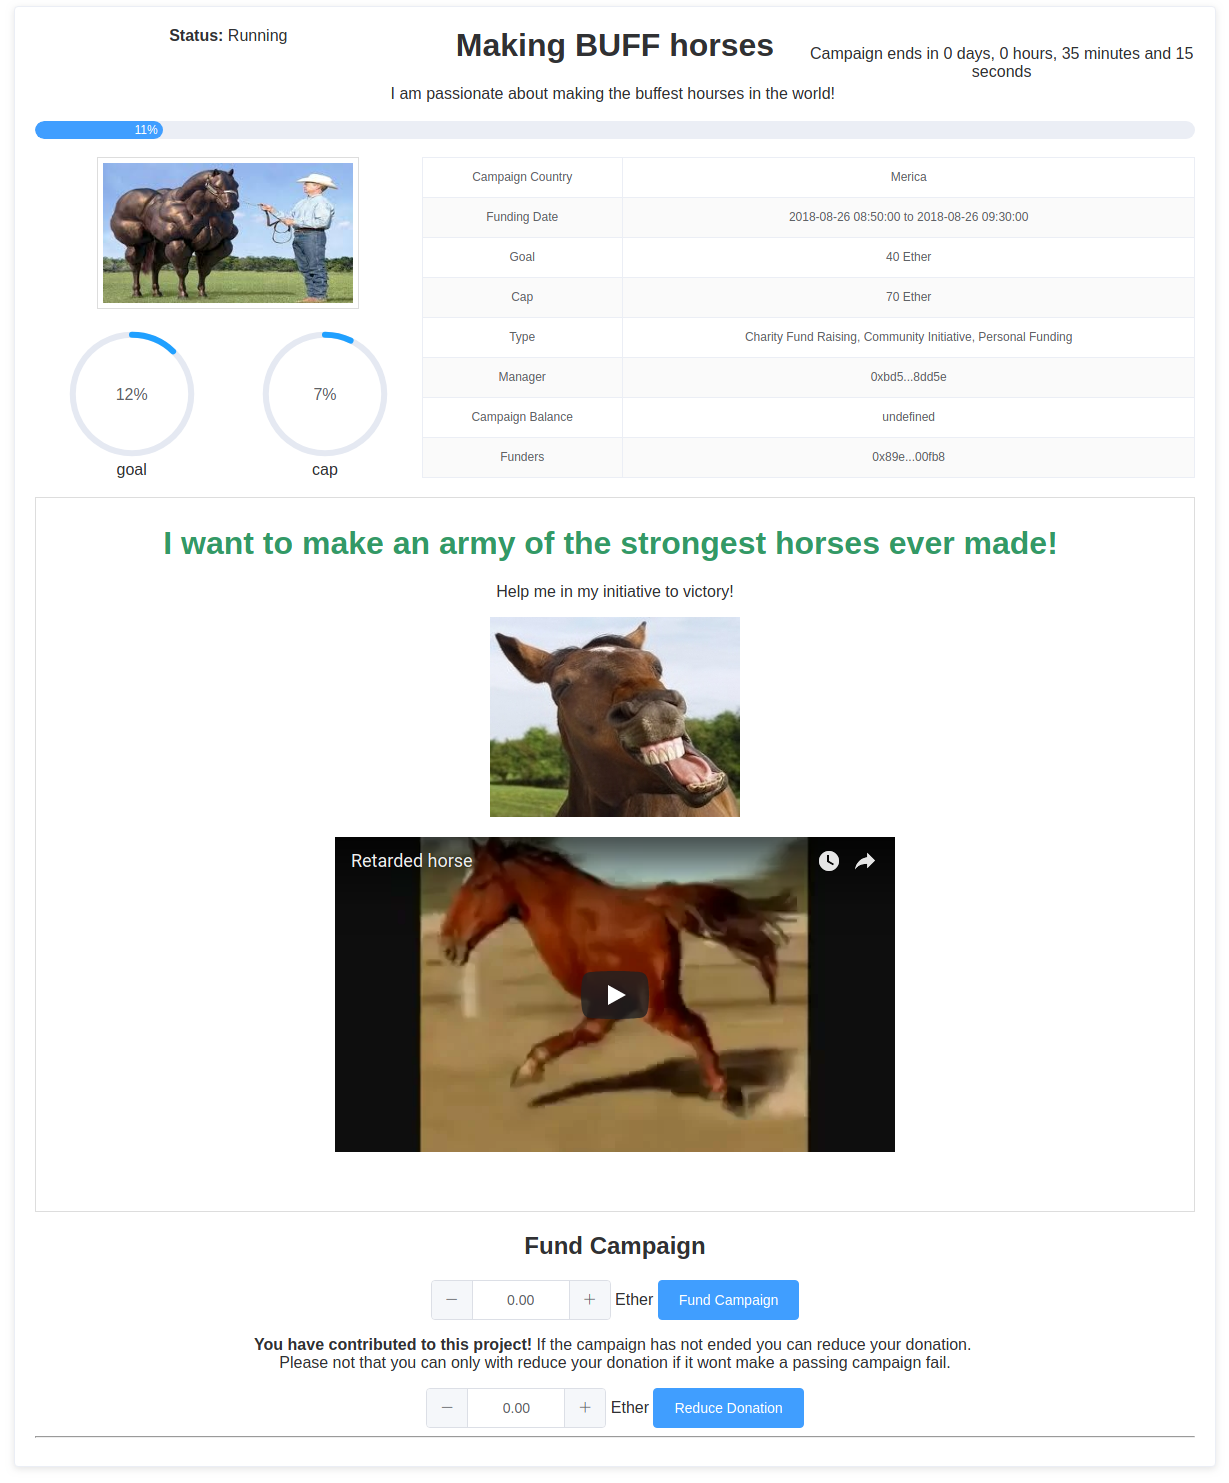 Status: Running
Making BUFF horses
Campaign ends in 0 days, 0 hours, 35 minutes and 15
seconds
I am passionate about making the buffest hourses in the world!
11%
Campaign Country Merica
Funding Date 2018-08-26 08:50:00 to 2018-08-26 09:30:00
Goal 40 Ether
Cap 70 Ether
Type Charity Fund Raising, Community Initiative, Personal Funding
Manager 0xbd5...8dd5e
Campaign Balance undefined
Funders 0x89e...00fb8
12%
goal
7%
cap
I want to make an army of the strongest horses ever made!
Help me in my initiative to victory!
Retarded horse
Fund Campaign
− 0.00 + Ether Fund Campaign
You have contributed to this project! If the campaign has not ended you can reduce your donation.
Please not that you can only with reduce your donation if it wont make a passing campaign fail.
− 0.00 + Ether Reduce Donation